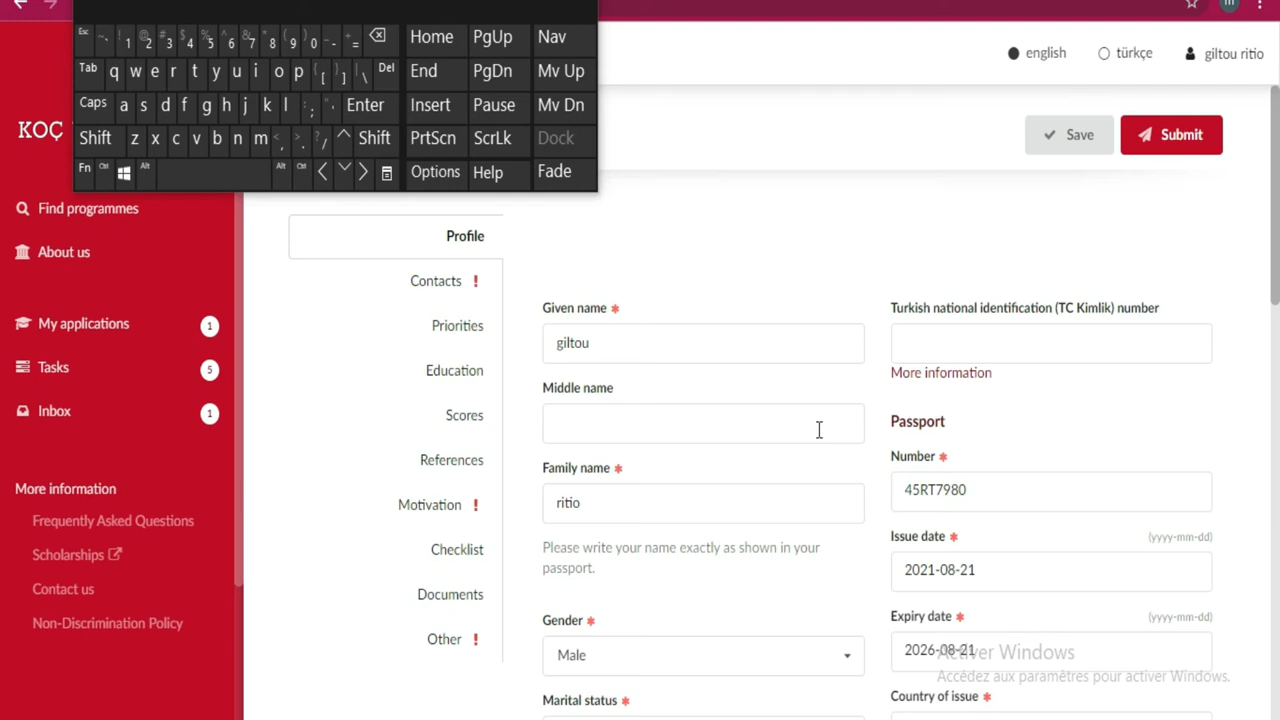 Esc ~ ` ! 1 @ 2 # 3 $ 4 % 5 ^ 6 & 7 * 8 ( 9 ) 0 _ - + = Home PgUp Nav
Tab q w e r t y u i o p { [ } ] | \ Del End PgDn Mv Up
Caps a s d f g h j k l : ; " ' Enter Insert Pause Mv Dn
Shift z x c v b n m < , > . ? / Shift PrtScn ScrLk Dock
Fn Ctrl Alt Alt Ctrl Options Help Fade
english
türkçe
giltou ritio
m
KOÇ
Save
Submit
Find programmes
About us
My applications 1
Tasks 5
Inbox 1
More information
Frequently Asked Questions
Scholarships
Contact us
Non-Discrimination Policy
Profile
Contacts !
Priorities
Education
Scores
References
Motivation !
Checklist
Documents
Other !
Given name *
giltou
Middle name
Family name *
ritio
Please write your name exactly as shown in your
passport.
Gender *
Male
Marital status *
Turkish national identification (TC Kimlik) number
More information
Passport
Number *
45RT7980
Issue date * (yyyy-mm-dd)
2021-08-21
Expiry date * (yyyy-mm-dd)
2026-08-21
Activer Windows
Accédez aux paramètres pour activer Windows.
Country of issue *